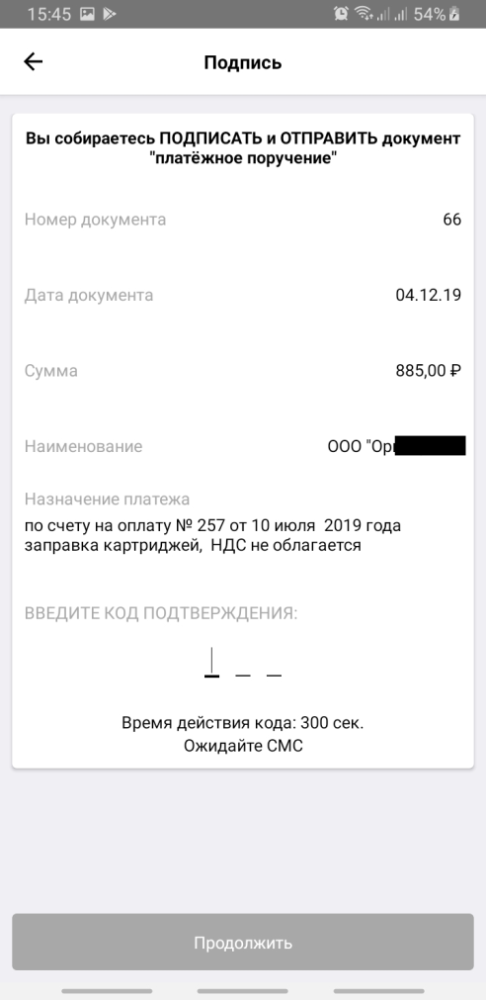 15:45
54%
Подпись
Вы собираетесь ПОДПИСАТЬ и ОТПРАВИТЬ документ
"платёжное поручение"
Номер документа 66
Дата документа 04.12.19
Сумма 885,00 ₽
Наименование ООО
Назначение платежа
по счету на оплату № 257 от 10 июля 2019 года
заправка картриджей, НДС не облагается
ВВЕДИТЕ КОД ПОДТВЕРЖДЕНИЯ:
Время действия кода: 300 сек.
Ожидайте СМС
Продолжить